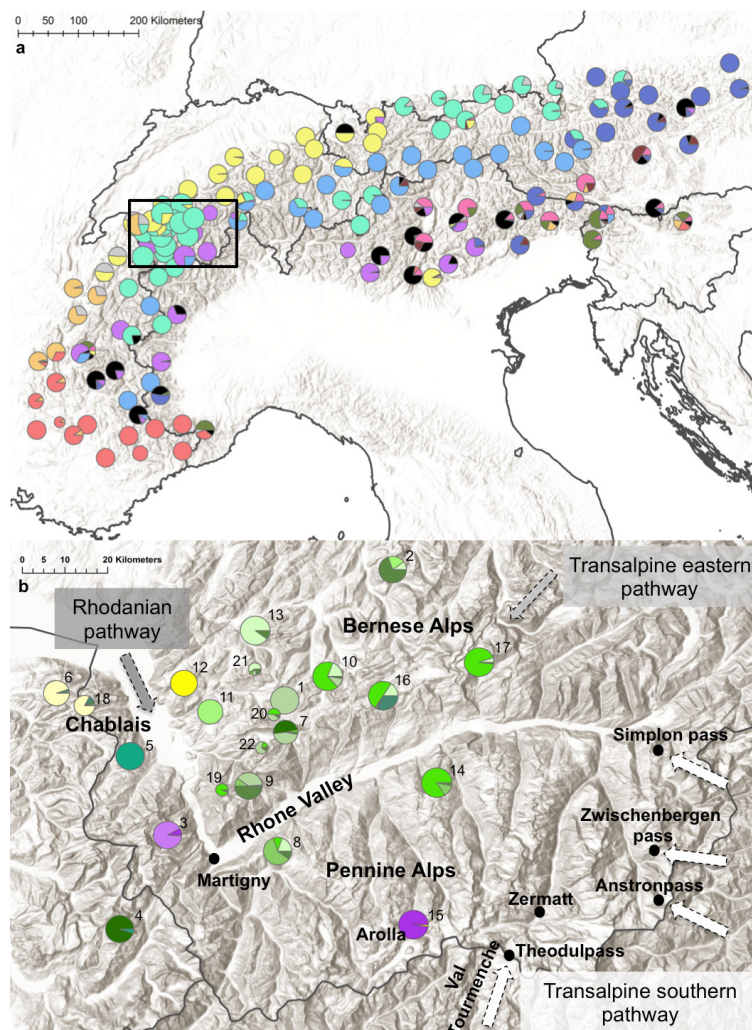 200 Kilometers
0 50 100
a
0 5 10 20 Kilometers
b
Rhodanian
pathway
Transalpine eastern
pathway
2
13
Bernese Alps
21
10
17
6
12
16
18
11
1
Chablais
20
7
5
22
Simplon pass
19
9
14
Rhone Valley
Zwischenbergen
pass
3
8
Martigny
Pennine Alps
Anstronpass
Zermatt
4
15
Arolla
Theodulpass
Val
Tourmenche
Transalpine southern
pathway